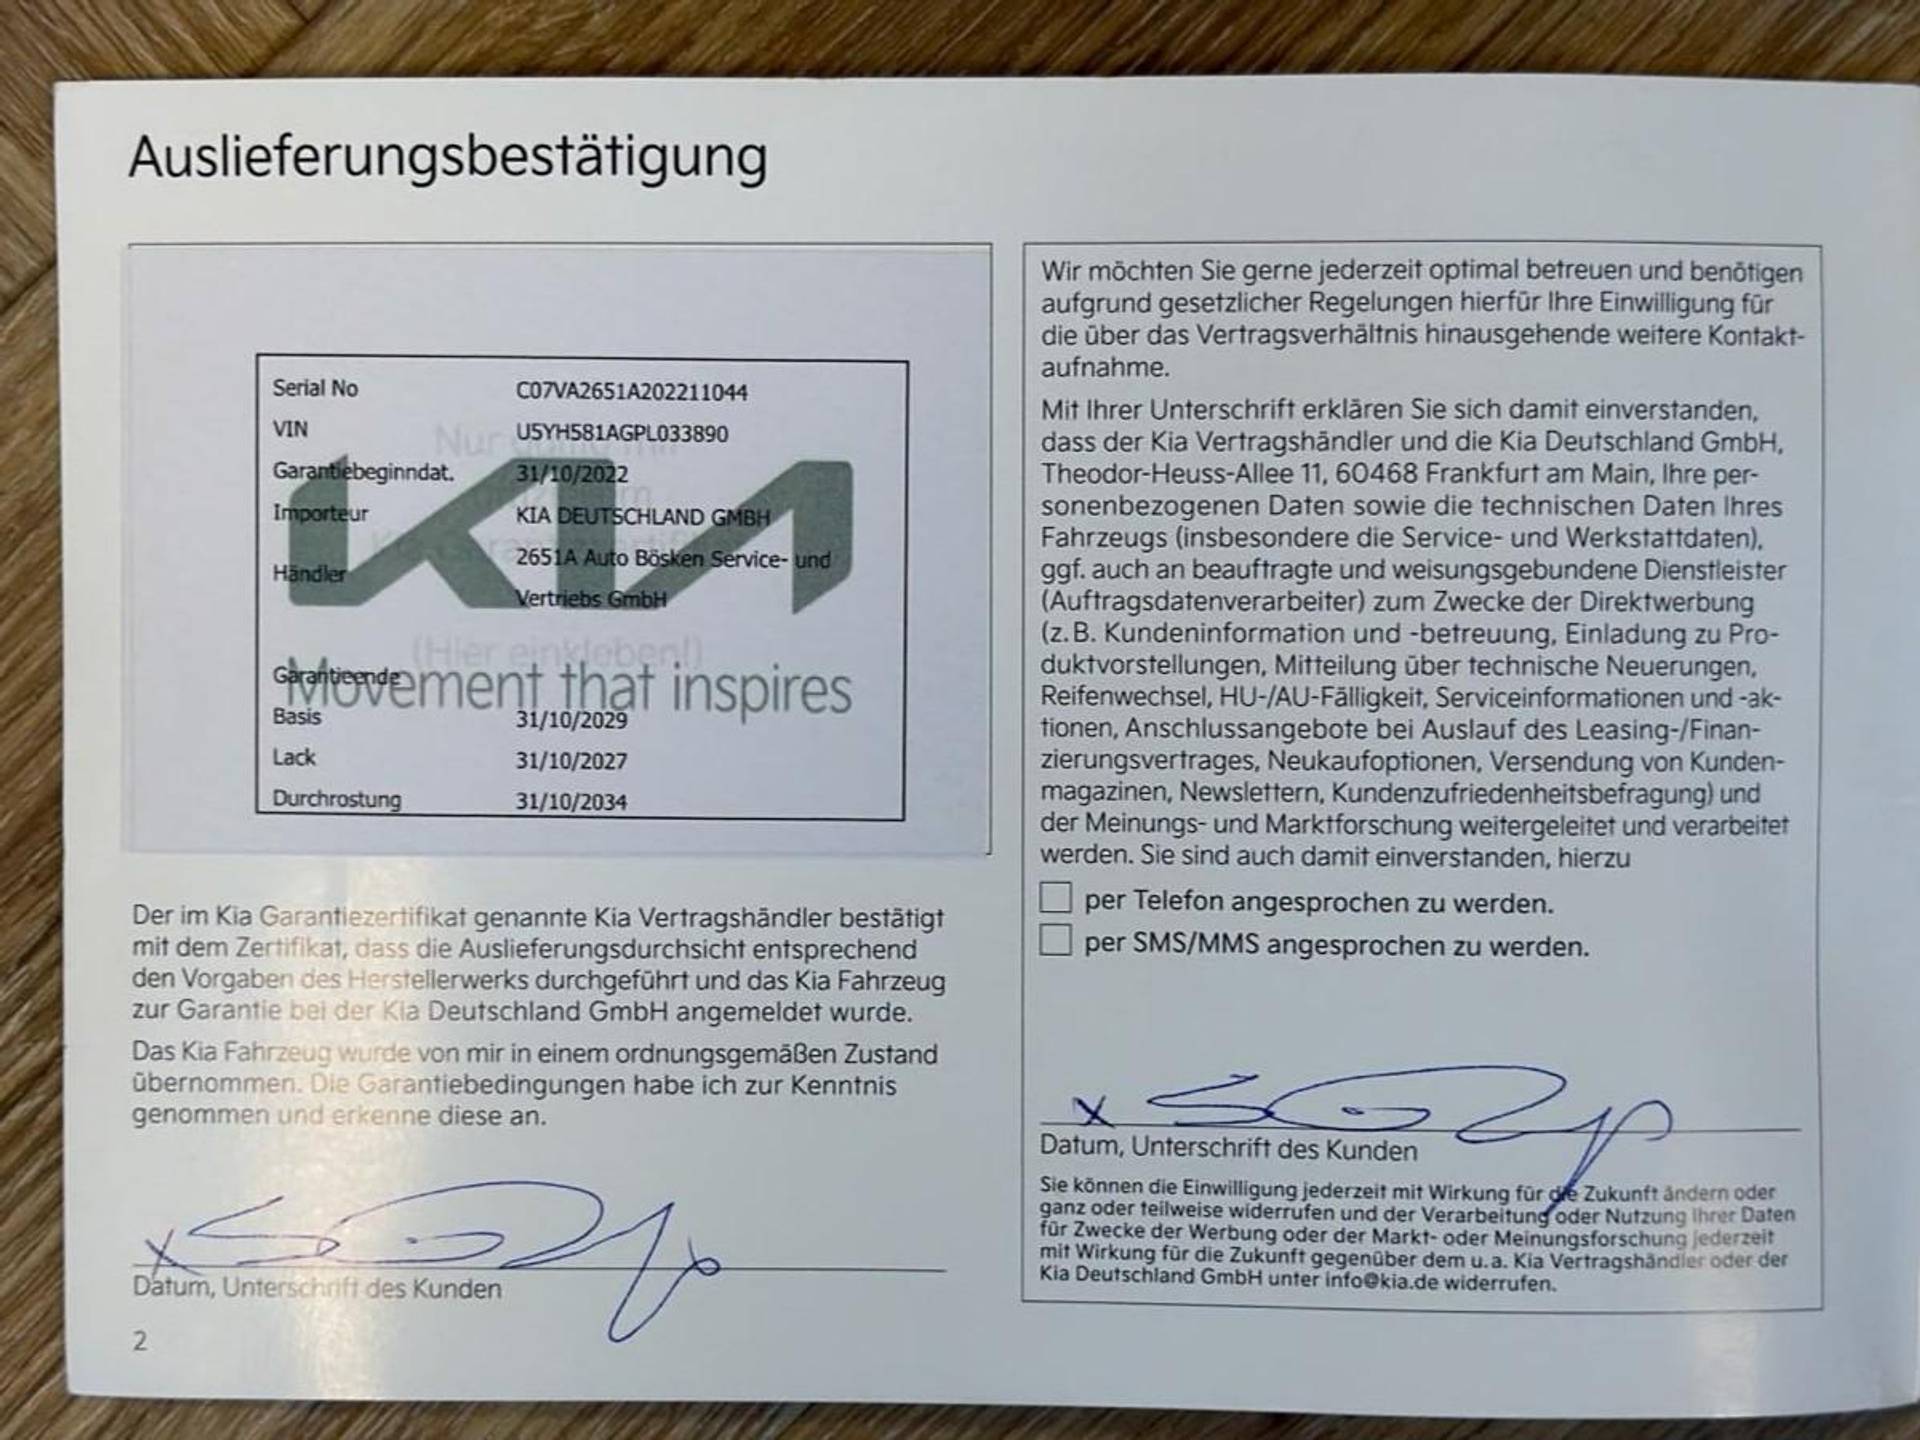 Auslieferungsbestätigung
Serial No C07VA2651A202211044
VIN U5YH581AGPL033890
Garantiebeginndat. 31/10/2022
Importeur KIA DEUTSCHLAND GMBH
Händler 2651A Auto Bösken Service- und
Vertriebs GmbH
(Hier einkleben!)
Garantieende
Movement that inspires
Basis 31/10/2029
Lack 31/10/2027
Durchrostung 31/10/2034
Der im Kia Garantiezertifikat genannte Kia Vertragshändler bestätigt
mit dem Zertifikat, dass die Auslieferungsdurchsicht entsprechend
den Vorgaben des Herstellerwerks durchgeführt und das Kia Fahrzeug
zur Garantie bei der Kia Deutschland GmbH angemeldet wurde.
Das Kia Fahrzeug wurde von mir in einem ordnungsgemäßen Zustand
übernommen. Die Garantiebedingungen habe ich zur Kenntnis
genommen und erkenne diese an.
x
Datum, Unterschrift des Kunden
2
Wir möchten Sie gerne jederzeit optimal betreuen und benötigen
aufgrund gesetzlicher Regelungen hierfür Ihre Einwilligung für
die über das Vertragsverhältnis hinausgehende weitere Kontakt-
aufnahme.
Mit Ihrer Unterschrift erklären Sie sich damit einverstanden,
dass der Kia Vertragshändler und die Kia Deutschland GmbH,
Theodor-Heuss-Allee 11, 60468 Frankfurt am Main, Ihre per-
sonenbezogenen Daten sowie die technischen Daten Ihres
Fahrzeugs (insbesondere die Service- und Werkstattdaten),
ggf. auch an beauftragte und weisungsgebundene Dienstleister
(Auftragsdatenverarbeiter) zum Zwecke der Direktwerbung
(z.B. Kundeninformation und -betreuung, Einladung zu Pro-
duktvorstellungen, Mitteilung über technische Neuerungen,
Reifenwechsel, HU-/AU-Fälligkeit, Serviceinformationen und -ak-
tionen, Anschlussangebote bei Auslauf des Leasing-/Finan-
zierungsvertrages, Neukaufoptionen, Versendung von Kunden-
magazinen, Newslettern, Kundenzufriedenheitsbefragung) und
der Meinungs- und Marktforschung weitergeleitet und verarbeitet
werden. Sie sind auch damit einverstanden, hierzu
per Telefon angesprochen zu werden.
per SMS/MMS angesprochen zu werden.
x
Datum, Unterschrift des Kunden
Sie können die Einwilligung jederzeit mit Wirkung für die Zukunft ändern oder
ganz oder teilweise widerrufen und der Verarbeitung oder Nutzung Ihrer Daten
für Zwecke der Werbung oder der Markt- oder Meinungsforschung jederzeit
mit Wirkung für die Zukunft gegenüber dem u.a. Kia Vertragshändler oder der
Kia Deutschland GmbH unter info@kia.de widerrufen.